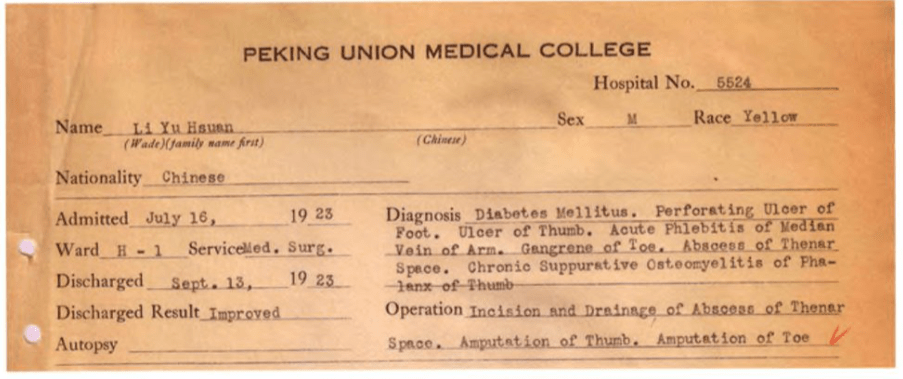 PEKING UNION MEDICAL COLLEGE
Hospital No. 5524
Name Li Yu Hsuan Sex M Race Yellow
(Wade)(family name first) (Chinese)
Nationality Chinese
Admitted July 16, 19 23
Ward H - 1 Service Med. Surg.
Discharged Sept. 13, 19 23
Discharged Result Improved
Autopsy
Diagnosis Diabetes Mellitus. Perforating Ulcer of
Foot. Ulcer of Thumb. Acute Phlebitis of Median
Vein of Arm. Gangrene of Toe. Abscess of Thenar
Space. Chronic Suppurative Osteomyelitis of Pha-
lanx of Thumb
Operation Incision and Drainage of Abscess of Thenar
Space. Amputation of Thumb. Amputation of Toe